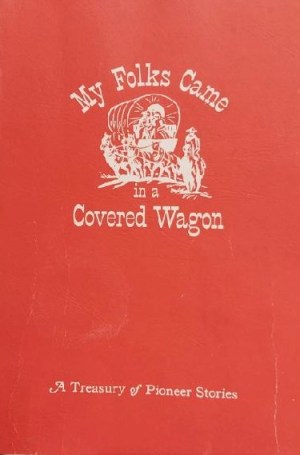 My Folks Came
in a
Covered Wagon
A Treasury of Pioneer Stories